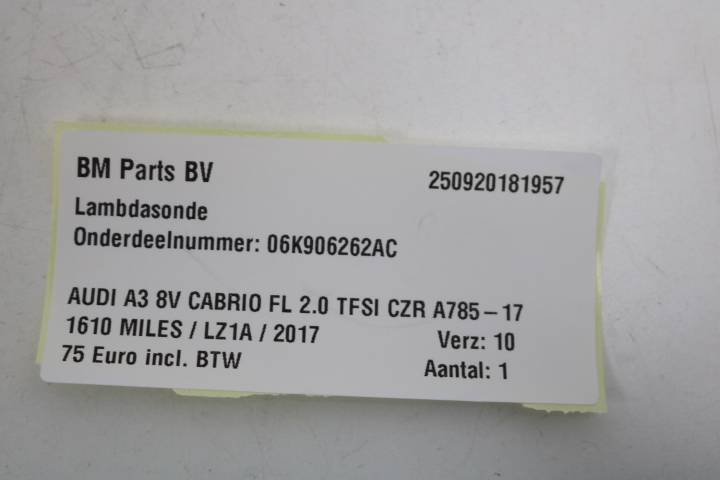 BM Parts BV 250920181957
Lambdasonde
Onderdeelnummer: 06K906262AC
AUDI A3 8V CABRIO FL 2.0 TFSI CZR A785-17
1610 MILES / LZ1A / 2017 Verz: 10
75 Euro incl. BTW Aantal: 1